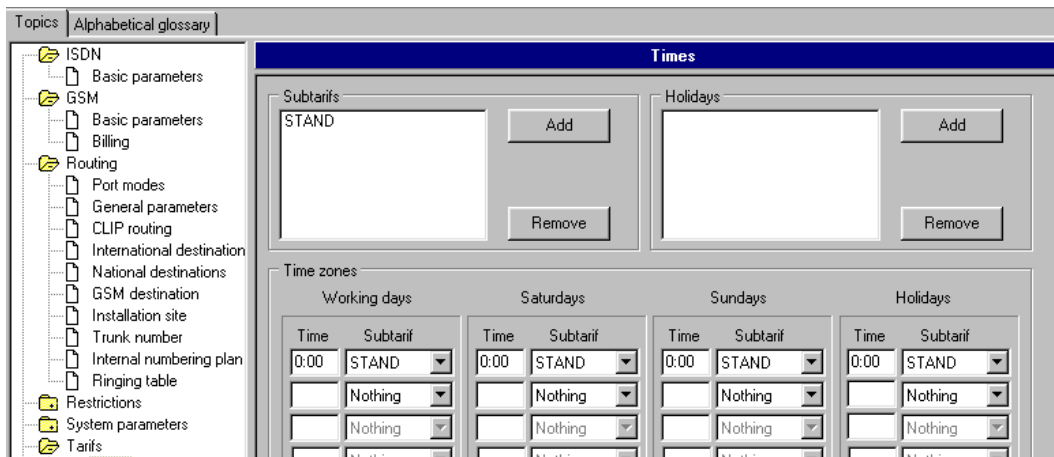 Topics
Alphabetical glossary
ISDN
Basic parameters
GSM
Basic parameters
Billing
Routing
Port modes
General parameters
CLIP routing
International destination
National destinations
GSM destination
Installation site
Trunk number
Internal numbering plan
Ringing table
Restrictions
System parameters
Tarifs
Times
Subtarifs
STAND
Add
Remove
Holidays
Add
Remove
Time zones
Working days Saturdays Sundays Holidays
Time Subtarif Time Subtarif Time Subtarif Time Subtarif
0:00 STAND 0:00 STAND 0:00 STAND 0:00 STAND
Nothing Nothing Nothing Nothing
Nothing Nothing Nothing Nothing